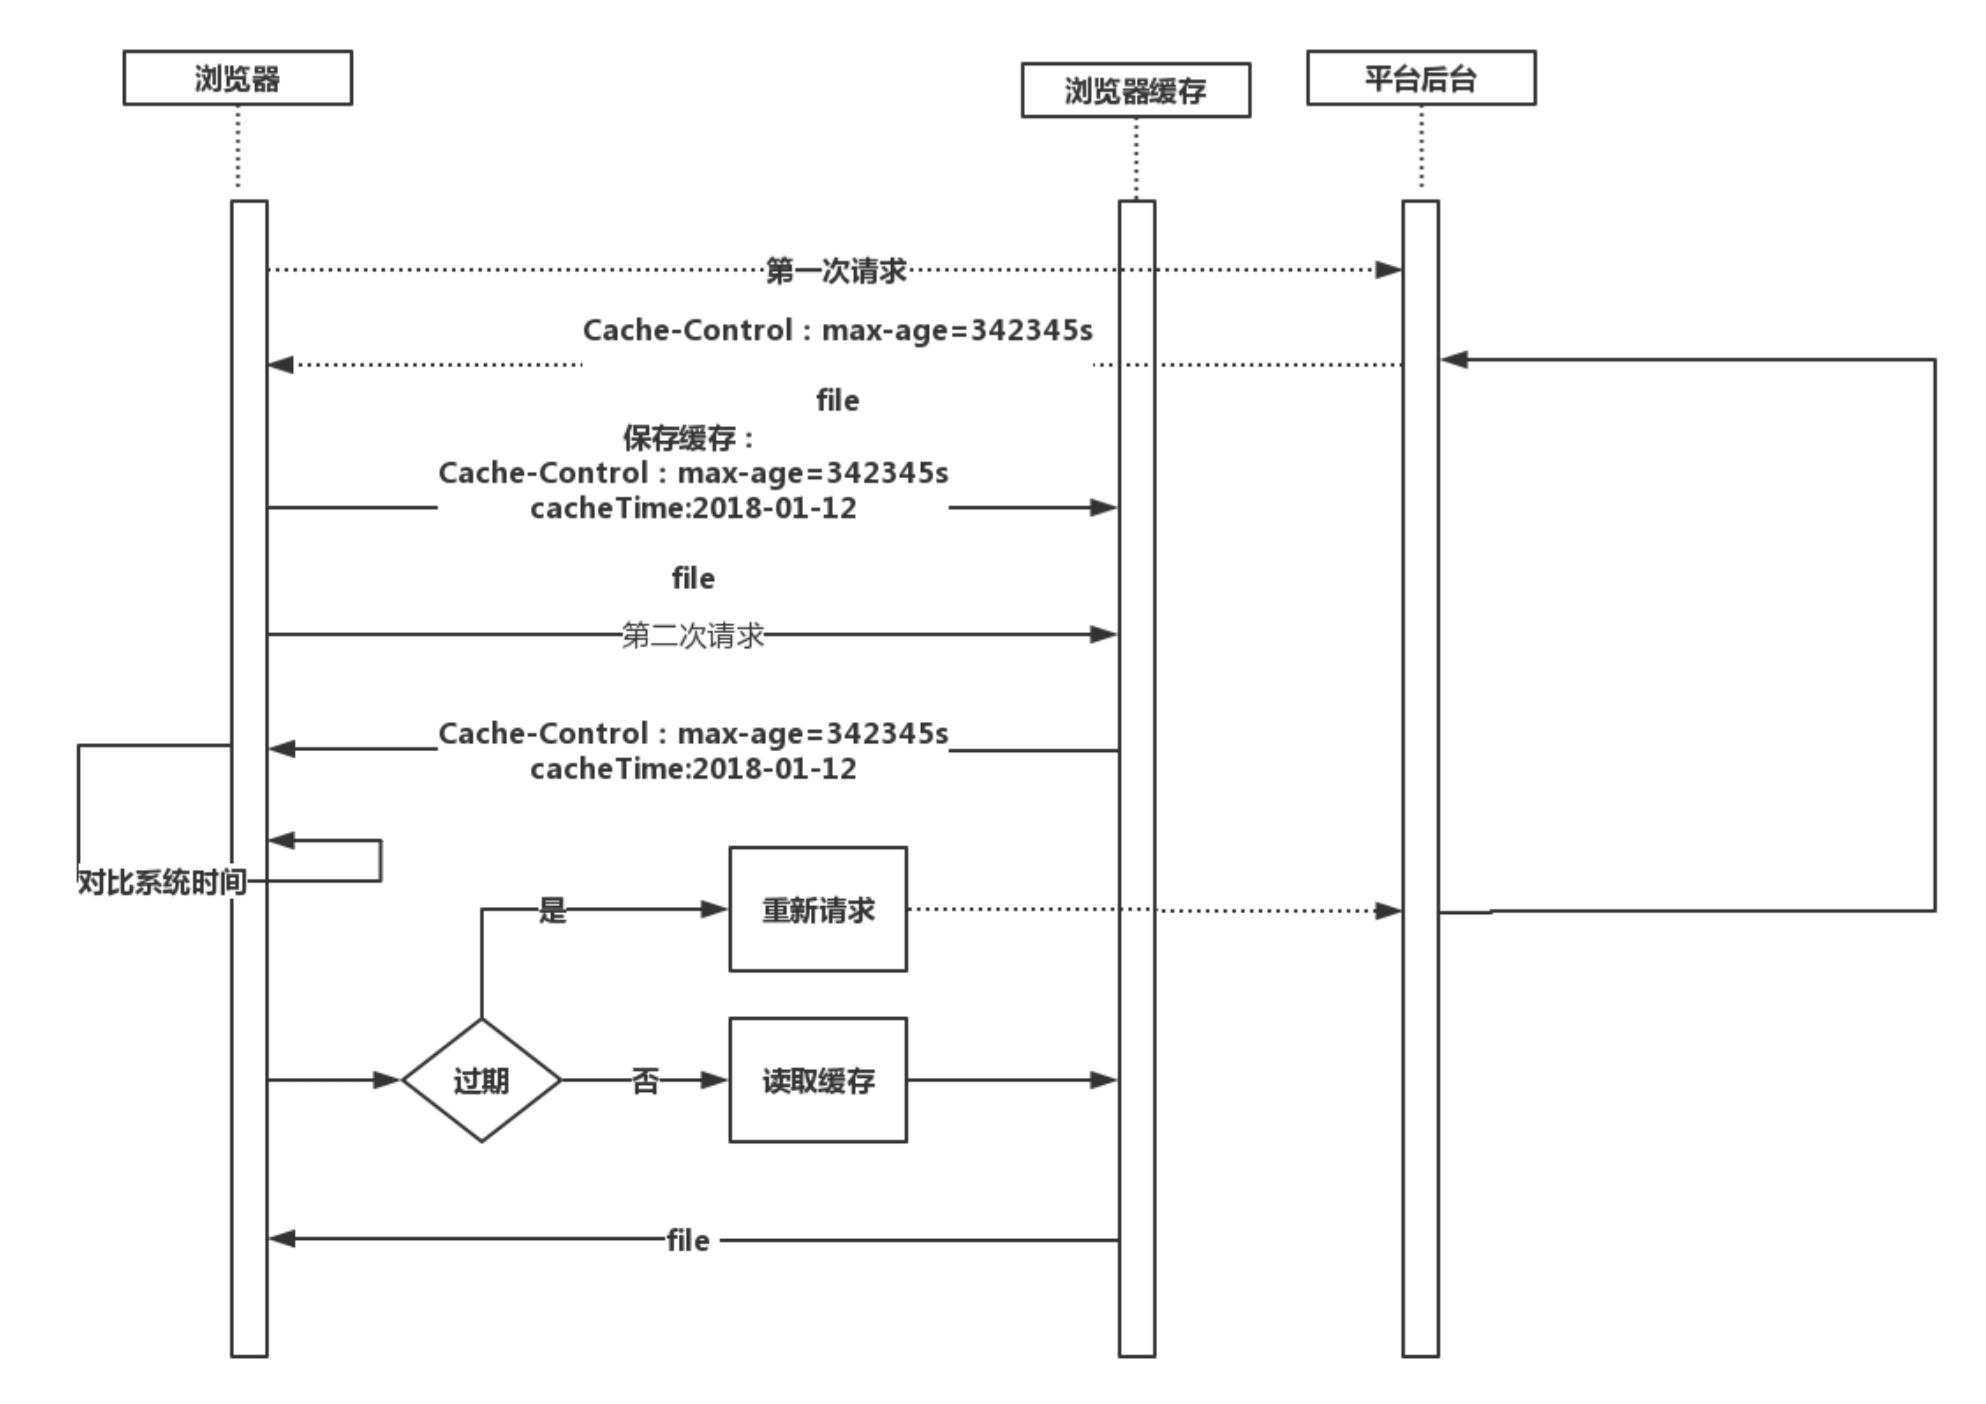 浏览器
浏览器缓存
平台后台
第一次请求
Cache-Control：max-age=342345s
file
保存缓存：
Cache-Control：max-age=342345s
cacheTime:2018-01-12
file
第二次请求
Cache-Control：max-age=342345s
cacheTime:2018-01-12
对比系统时间
是
重新请求
过期
否
读取缓存
file